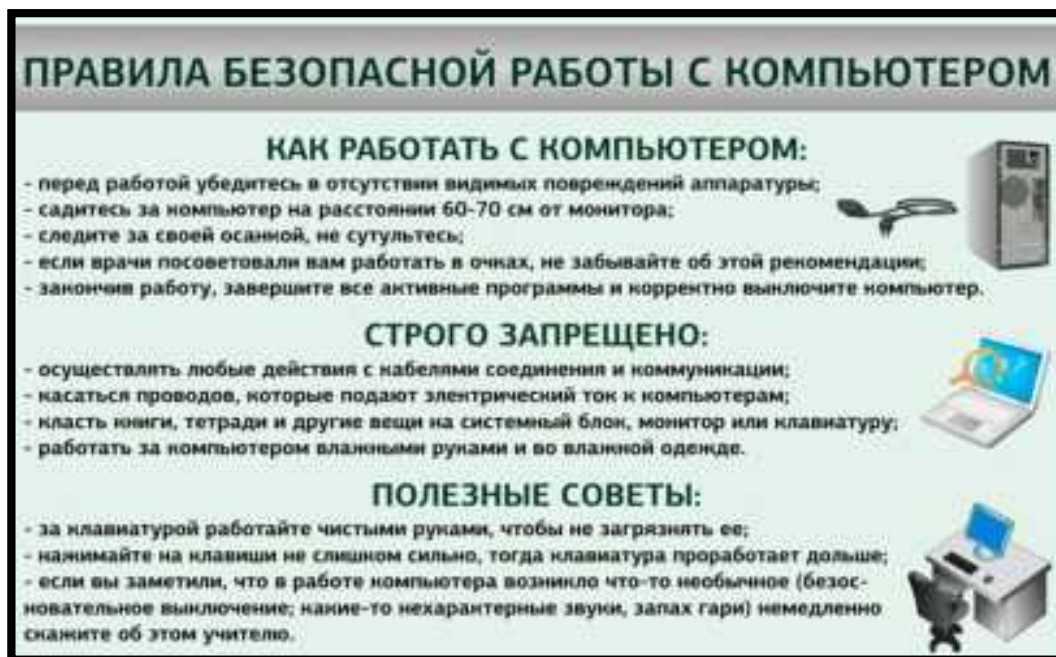 ПРАВИЛА БЕЗОПАСНОЙ РАБОТЫ С КОМПЬЮТЕРОМ
КАК РАБОТАТЬ С КОМПЬЮТЕРОМ:
- перед работой убедитесь в отсутствии видимых повреждений аппаратуры;
- садитесь за компьютер на расстоянии 60-70 см от монитора;
- следите за своей осанкой, не сутультесь;
- если врачи посоветовали вам работать в очках, не забывайте об этой рекомендации;
- закончив работу, завершите все активные программы и корректно выключите компьютер.
СТРОГО ЗАПРЕЩЕНО:
- осуществлять любые действия с кабелями соединения и коммуникации;
- касаться проводов, которые подают электрический ток к компьютерам;
- класть книги, тетради и другие вещи на системный блок, монитор или клавиатуру;
- работать за компьютером влажными руками и во влажной одежде.
ПОЛЕЗНЫЕ СОВЕТЫ:
- за клавиатурой работайте чистыми руками, чтобы не загрязнять ее;
- нажимайте на клавиши не слишком сильно, тогда клавиатура проработает дольше;
- если вы заметили, что в работе компьютера возникло что-то необычное (безос-
новательное выключение; какие-то нехарактерные звуки, запах гари) немедленно
скажите об этом учителю.